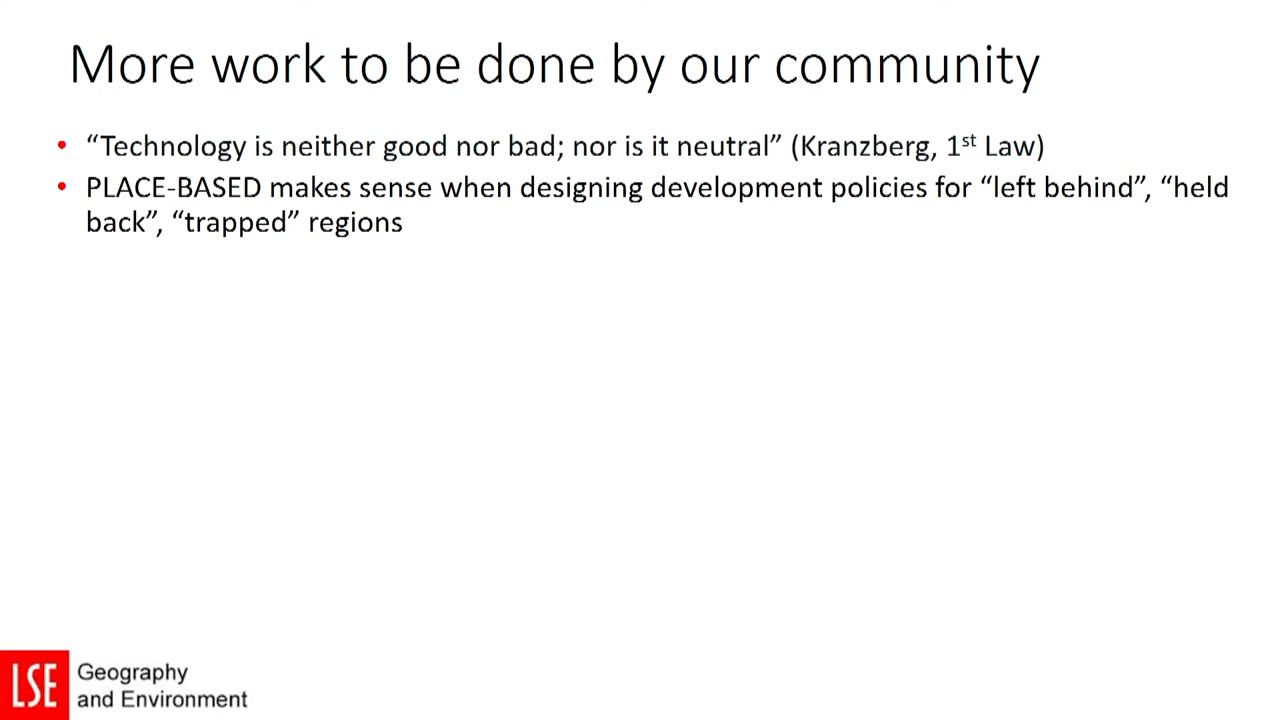 More work to be done by our community
• “Technology is neither good nor bad; nor is it neutral” (Kranzberg, 1st Law)
• PLACE-BASED makes sense when designing development policies for “left behind”, “held
back”, “trapped” regions
LSE
Geography
and Environment